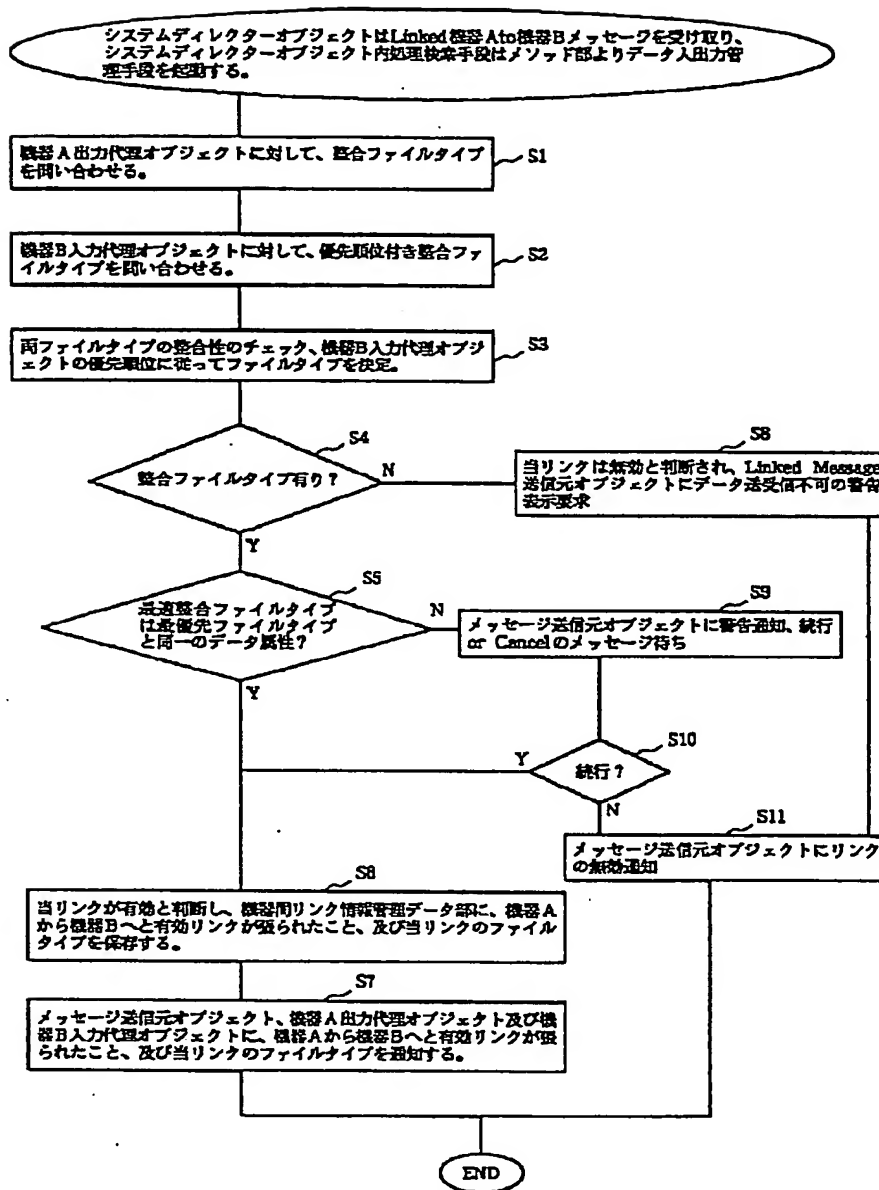 システムディレクターオブジェクトはLinked機器Ato機器Bメッセージを受け取り、
システムディレクターオブジェクト内処理検索手段はメソッド部よりデータ入出力管
理手段を起動する。
機器A出力代理オブジェクトに対して、整合ファイルタイプ
を問い合わせる。
S1
機器B入力代理オブジェクトに対して、優先順位付き整合ファ
イルタイプを問い合わせる。
S2
両ファイルタイプの整合性のチェック、機器B入力代理オブジ
ェクトの優先順位に従ってファイルタイプを決定。
S3
S4
整合ファイルタイプ有り？
N
Y
S8
当リンクは無効と判断され、Linked Message
送信元オブジェクトにデータ送受信不可の警告
表示要求
S5
最適整合ファイルタイプ
は最優先ファイルタイプ
と同一のデータ属性？
N
Y
S9
メッセージ送信元オブジェクトに警告通知、続行
or Cancelのメッセージ待ち
S10
続行？
Y
N
S11
メッセージ送信元オブジェクトにリンク
の無効通知
S6
当リンクが有効と判断し、機器間リンク情報管理データ部に、機器A
から機器Bへと有効リンクが張られたこと、及び当リンクのファイル
タイプを保存する。
S7
メッセージ送信元オブジェクト、機器A出力代理オブジェクト及び機
器B入力代理オブジェクトに、機器Aから機器Bへと有効リンクが張
られたこと、及び当リンクのファイルタイプを通知する。
END